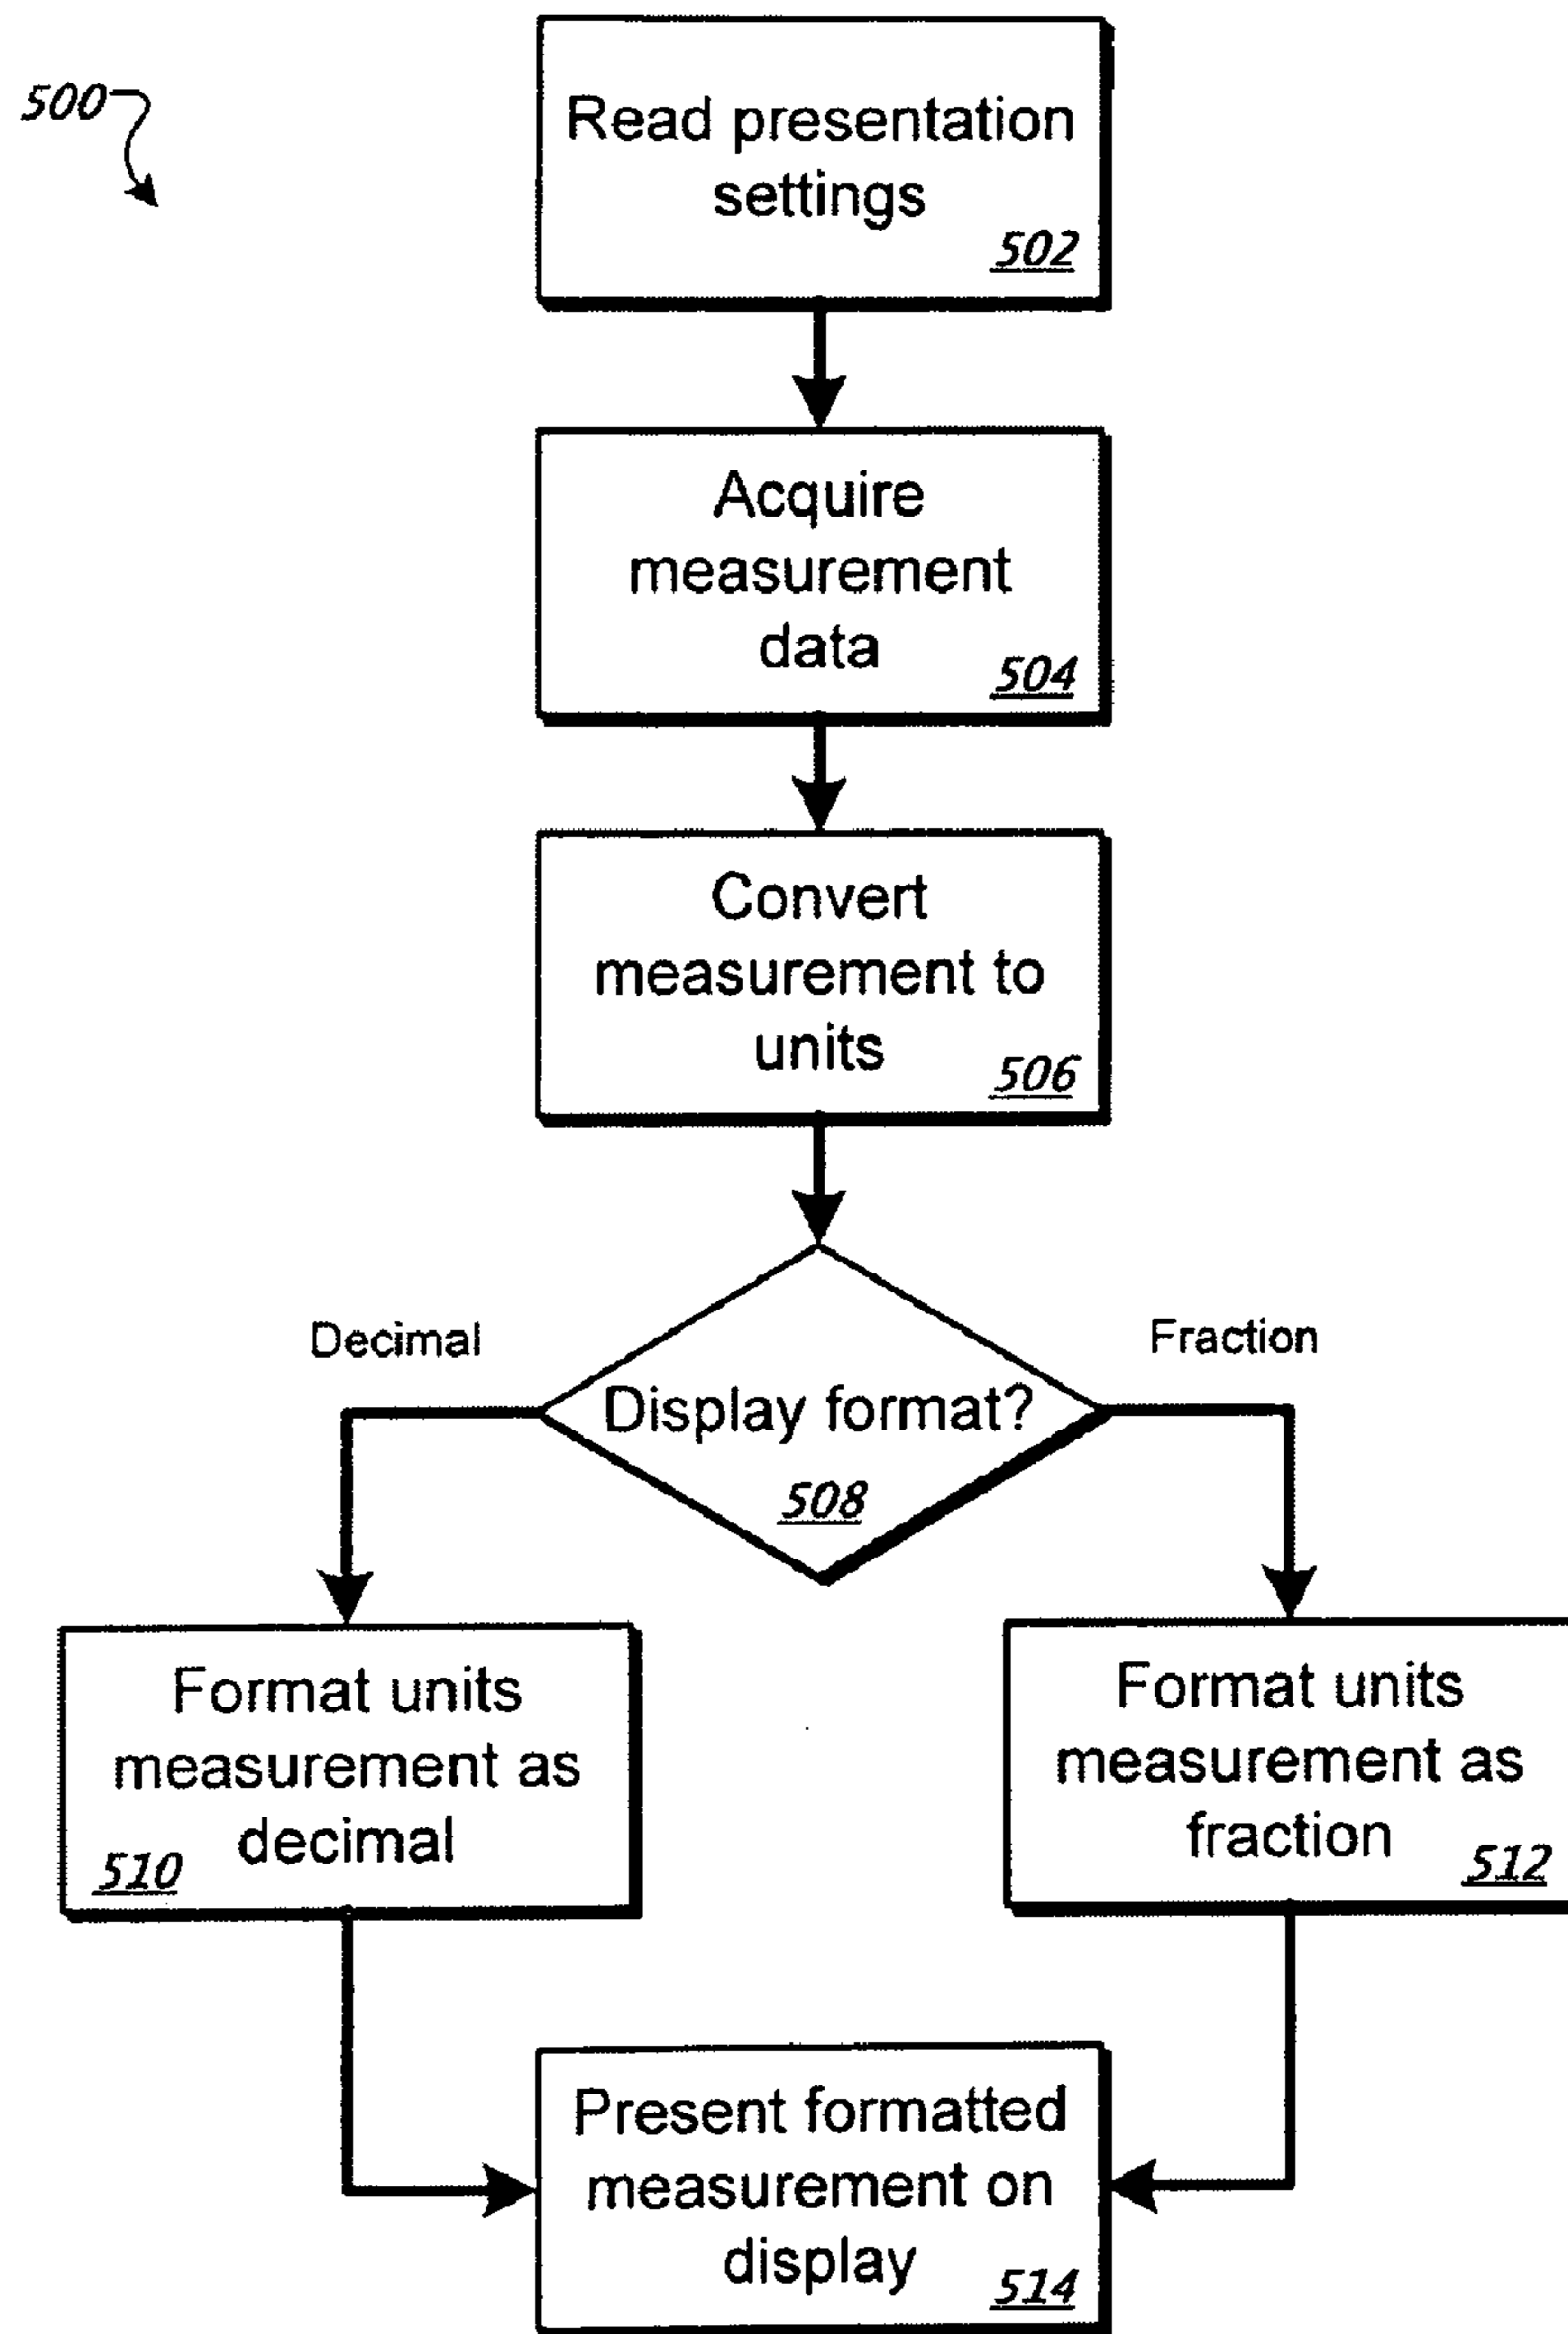 500
Read presentation
settings
502
Acquire
measurement
data
504
Convert
measurement to
units
506
Decimal
Fraction
Display format?
508
Format units
measurement as
decimal
510
Format units
measurement as
fraction
512
Present formatted
measurement on
display
514